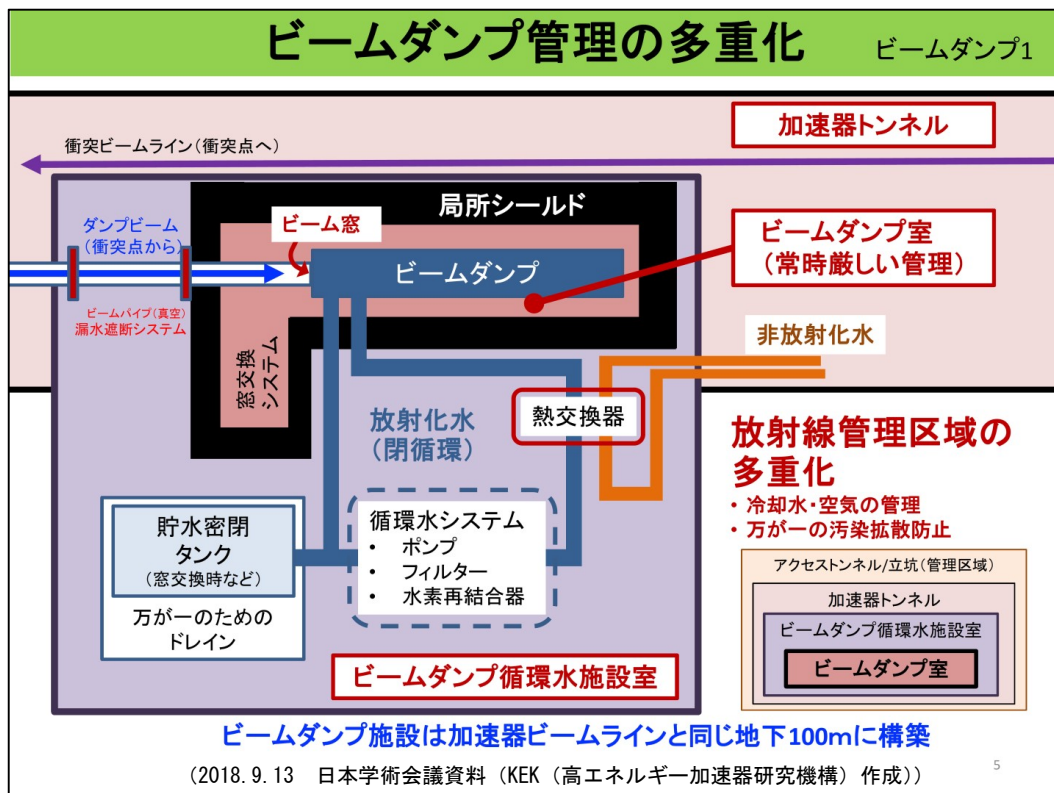 ビームダンプ管理の多重化
ビームダンプ1
加速器トンネル
衝突ビームライン(衝突点へ)
局所シールド
ダンプビーム
(衝突点から)
ビーム窓
ビームダンプ
ビームダンプ室
(常時厳しい管理)
ビームパイプ(真空)
漏水遮断システム
窓交換
システム
非放射化水
熱交換器
放射化水
(閉循環)
放射線管理区域の
多重化
・冷却水・空気の管理
・万が一の汚染拡散防止
貯水密閉
タンク
(窓交換時など)
万が一のための
ドレイン
循環水システム
• ポンプ
• フィルター
• 水素再結合器
アクセストンネル/立坑(管理区域)
加速器トンネル
ビームダンプ循環水施設室
ビームダンプ室
ビームダンプ循環水施設室
ビームダンプ施設は加速器ビームラインと同じ地下100mに構築
(2018.9.13 日本学術会議資料(KEK(高エネルギー加速器研究機構)作成))
5